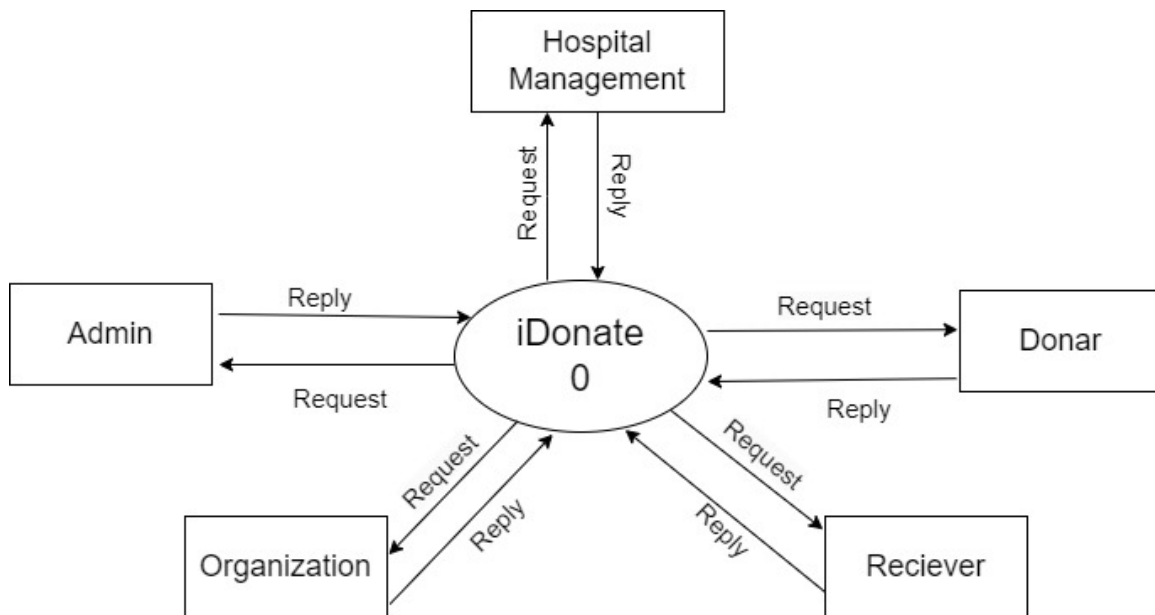 Hospital
Management
Request
Reply
Reply
Admin
Request
iDonate
0
Request
Donar
Reply
Request
Reply
Organization
Request
Reply
Reciever